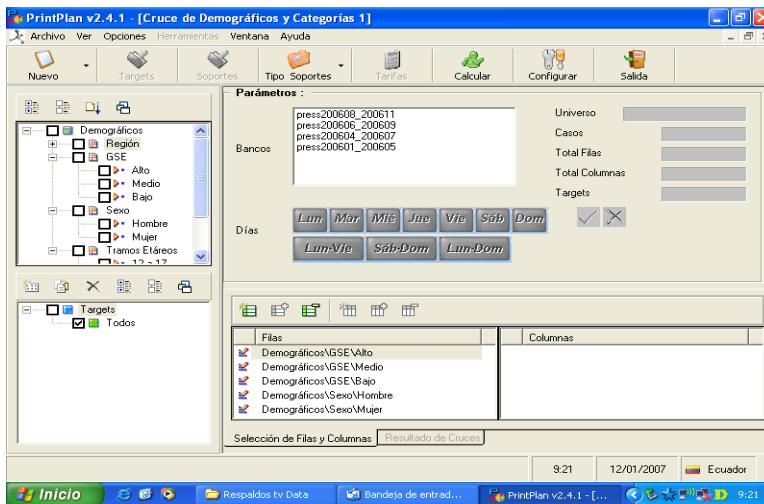 PrintPlan v2.4.1 - [Cruce de Demográficos y Categorías 1]
Archivo Ver Opciones Herramientas Ventana Ayuda
Nuevo Targets Soportes Tipo Soportes Tarifas Calcular Configurar Salida
Demográficos
Región
GSE
Alto
Medio
Bajo
Sexo
Hombre
Mujer
Tramos Etáreos
12 a 17
Targets
Todos
Parámetros :
Bancos
press200608_200611
press200606_200609
press200604_200607
press200601_200605
Universo
Casos
Total Filas
Total Columnas
Targets
Días
Lun Mar Mié Jue Vie Sáb Dom
Lun-Vie Sáb-Dom Lun-Dom
Filas Columnas
Demográficos\GSE\Alto
Demográficos\GSE\Medio
Demográficos\GSE\Bajo
Demográficos\Sexo\Hombre
Demográficos\Sexo\Mujer
Selección de Filas y Columnas Resultado de Cruces
9:21 12/01/2007 Ecuador
Inicio Respaldos tv Data Bandeja de entrad... PrintPlan v2.4.1 - [... 9:21